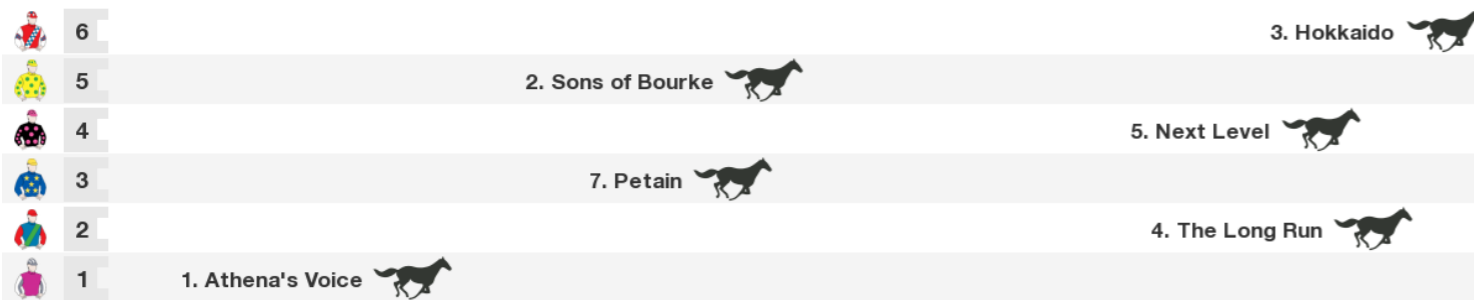 6 3. Hokkaido
5 2. Sons of Bourke
4 5. Next Level
3 7. Petain
2 4. The Long Run
1 1. Athena's Voice